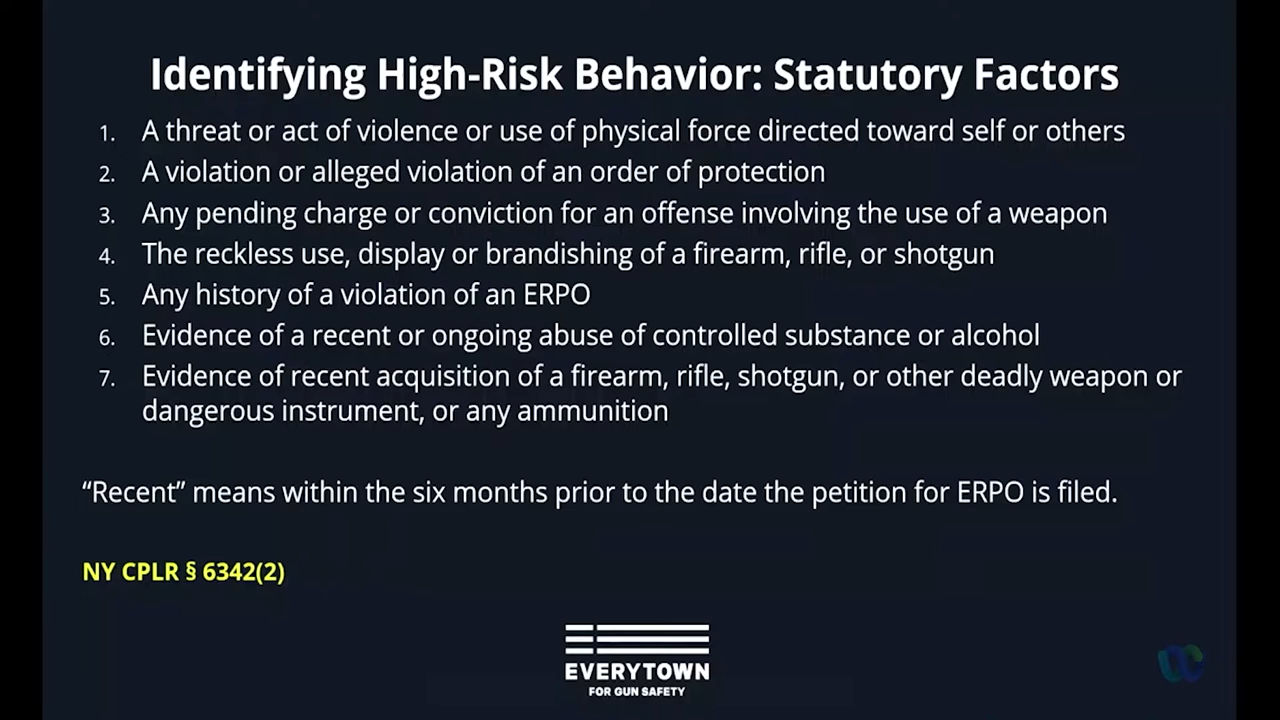 Identifying High-Risk Behavior: Statutory Factors
1. A threat or act of violence or use of physical force directed toward self or others
2. A violation or alleged violation of an order of protection
3. Any pending charge or conviction for an offense involving the use of a weapon
4. The reckless use, display or brandishing of a firearm, rifle, or shotgun
5. Any history of a violation of an ERPO
6. Evidence of a recent or ongoing abuse of controlled substance or alcohol
7. Evidence of recent acquisition of a firearm, rifle, shotgun, or other deadly weapon or
dangerous instrument, or any ammunition
“Recent” means within the six months prior to the date the petition for ERPO is filed.
NY CPLR § 6342(2)
EVERYTOWN
FOR GUN SAFETY